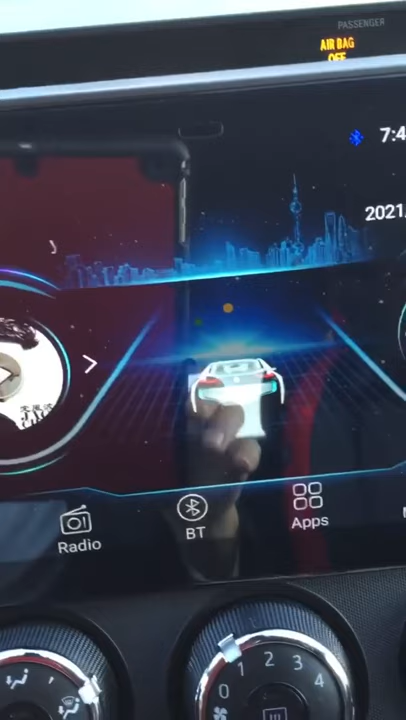 PASSENGER
AIR BAG
OFF
7:4
2021
Radio
BT
Apps
0 1 2 3 4